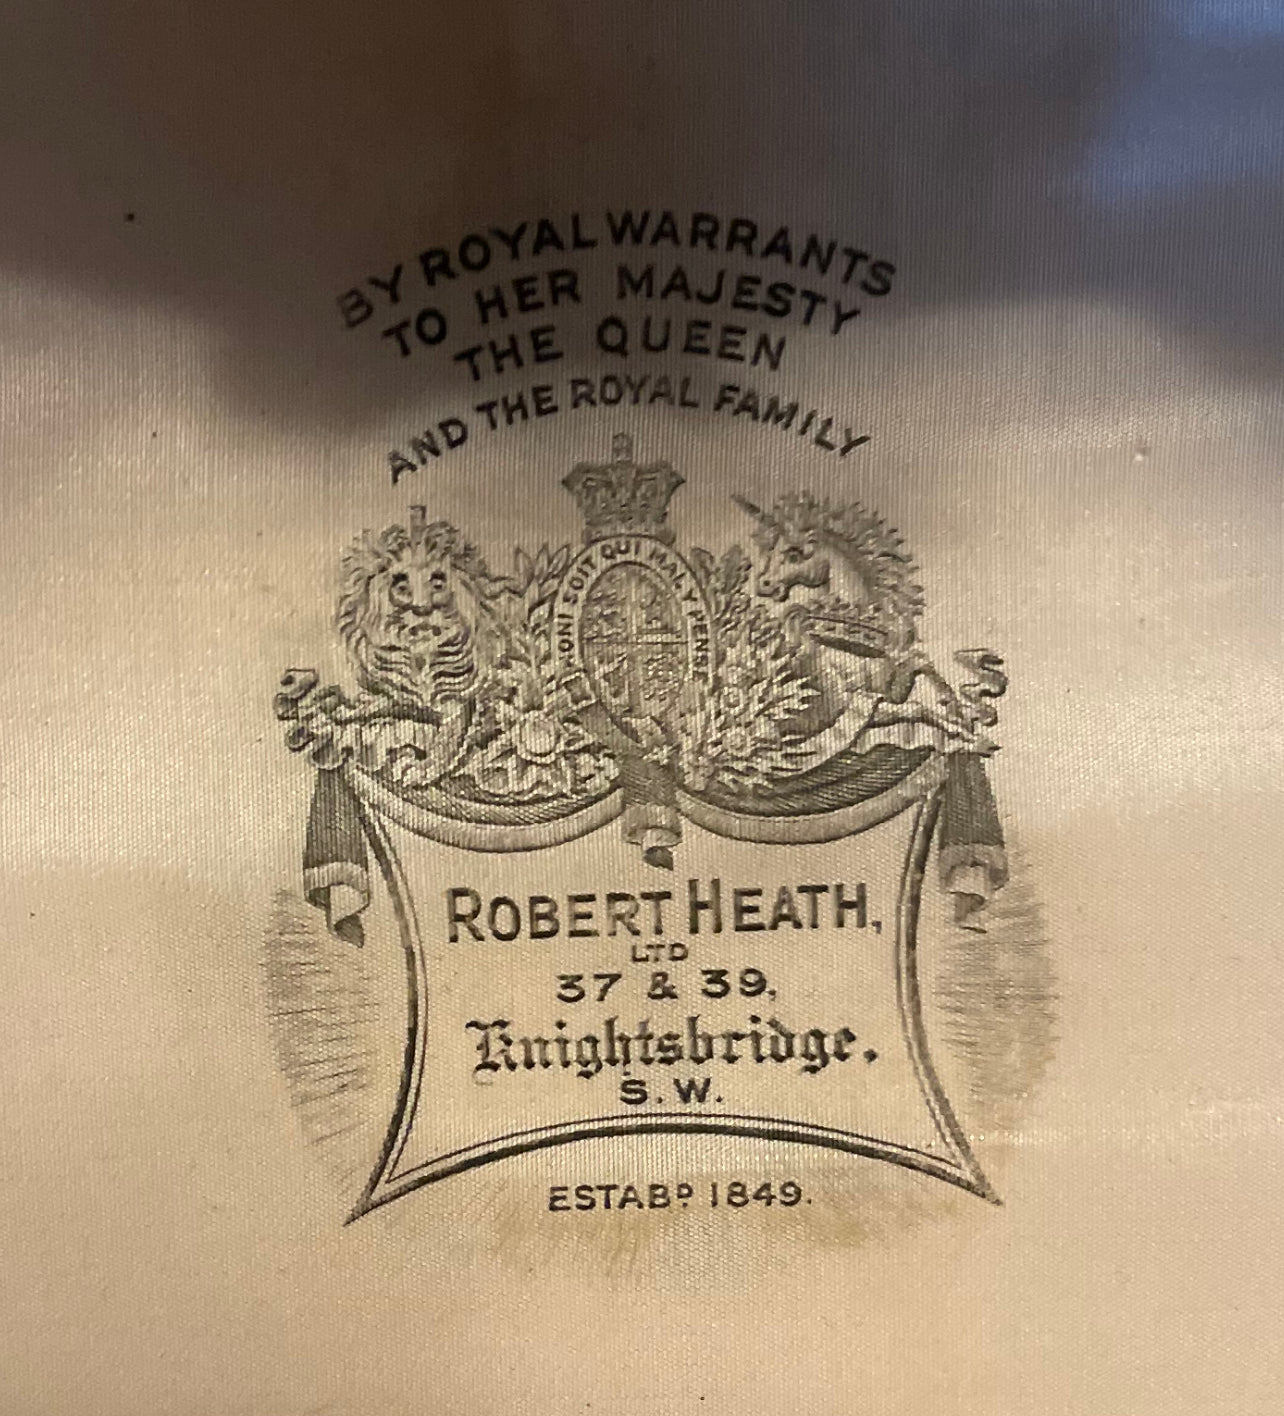 BY ROYAL WARRANTS
TO HER MAJESTY
THE QUEEN
AND THE ROYAL FAMILY
HONI SOIT QUI MAL Y PENS
ROBERT HEATH,
LTD
37 & 39,
Knightsbridge.
S.W.
ESTABD 1849.